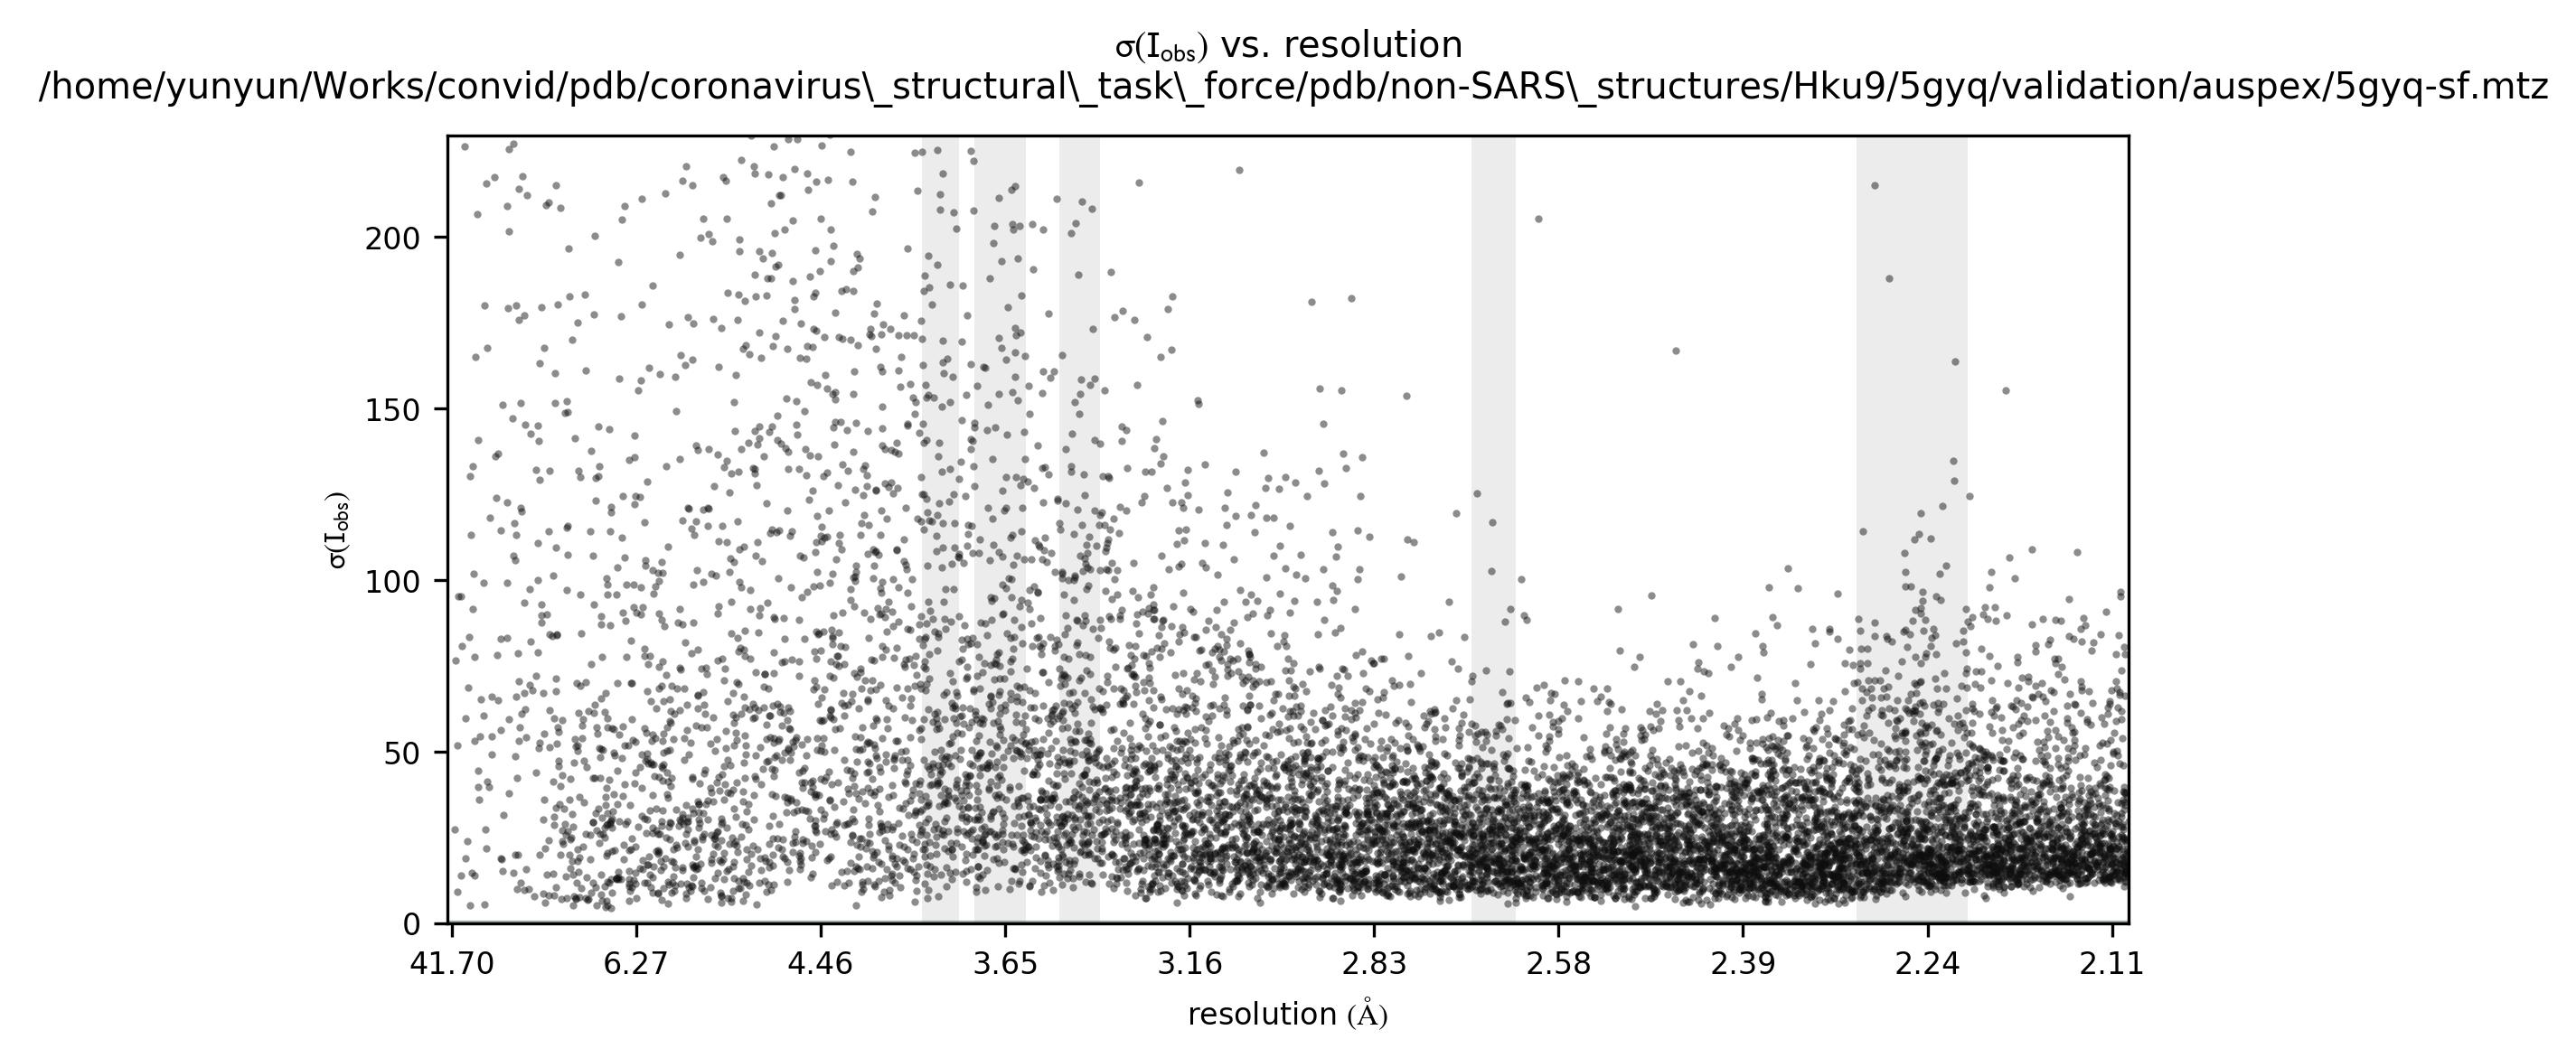 σ(Iobs) vs. resolution
/home/yunyun/Works/convid/pdb/coronavirus\_structural\_task\_force/pdb/non-SARS\_structures/Hku9/5gyq/validation/auspex/5gyq-sf.mtz
σ(Iobs)
200
150
100
50
0
41.70 6.27 4.46 3.65 3.16 2.83 2.58 2.39 2.24 2.11
resolution (Å)